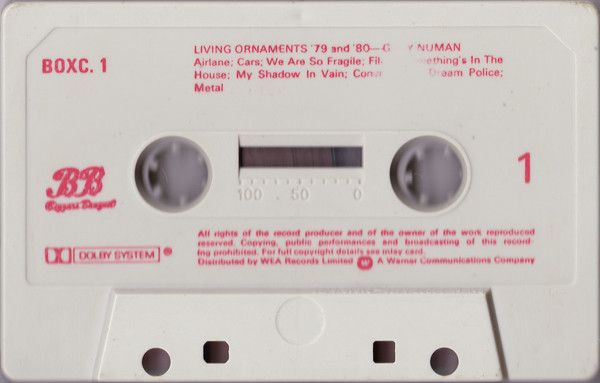 LIVING ORNAMENTS '79 and '80—G Y NUMAN
BOXC. 1
Airlane; Cars; We Are So Fragile; Fil mething's In The
House; My Shadow In Vain; Conv Dream Police;
Metal
1
BB
Beggars Banquet
100 50 0
DOLBY SYSTEM ®
All rights of the record producer and of the owner of the work reproduced
reserved. Copying, public performances and broadcasting of this record-
ing prohibited. For full copyright details see inlay card.
Distributed by WEA Records Limited W A Warner Communications Company